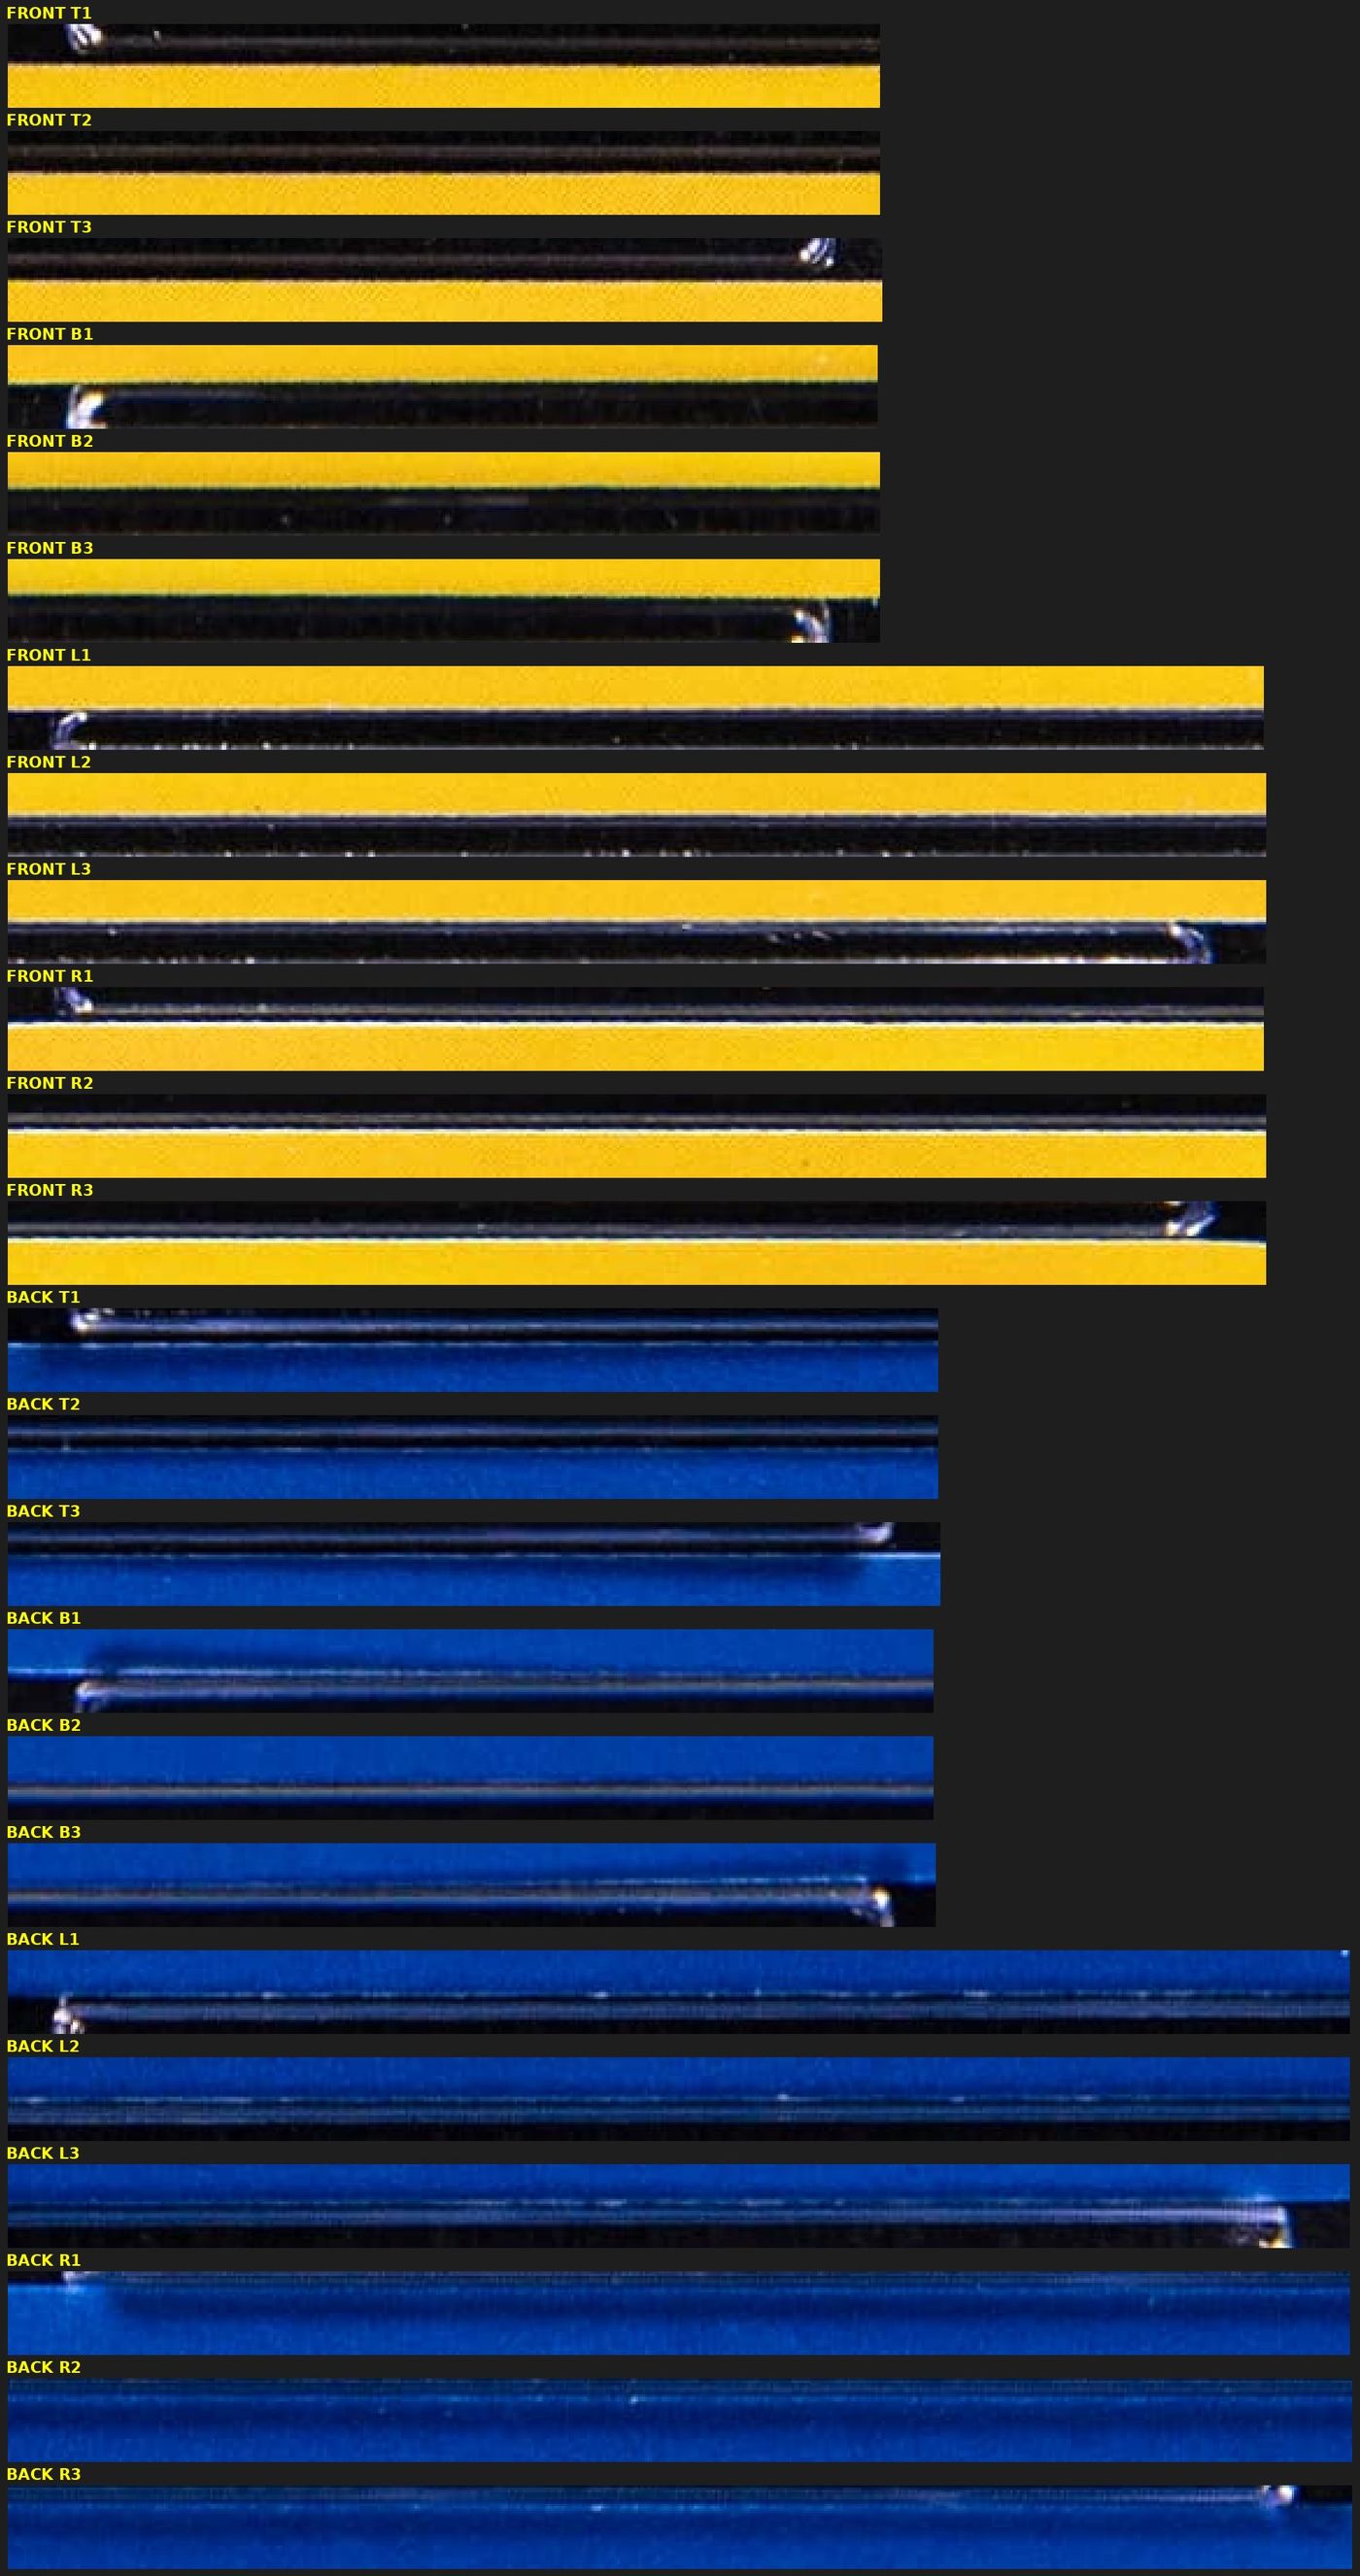 FRONT T1
FRONT T2
FRONT T3
FRONT B1
FRONT B2
FRONT B3
FRONT L1
FRONT L2
FRONT L3
FRONT R1
FRONT R2
FRONT R3
BACK T1
BACK T2
BACK T3
BACK B1
BACK B2
BACK B3
BACK L1
BACK L2
BACK L3
BACK R1
BACK R2
BACK R3